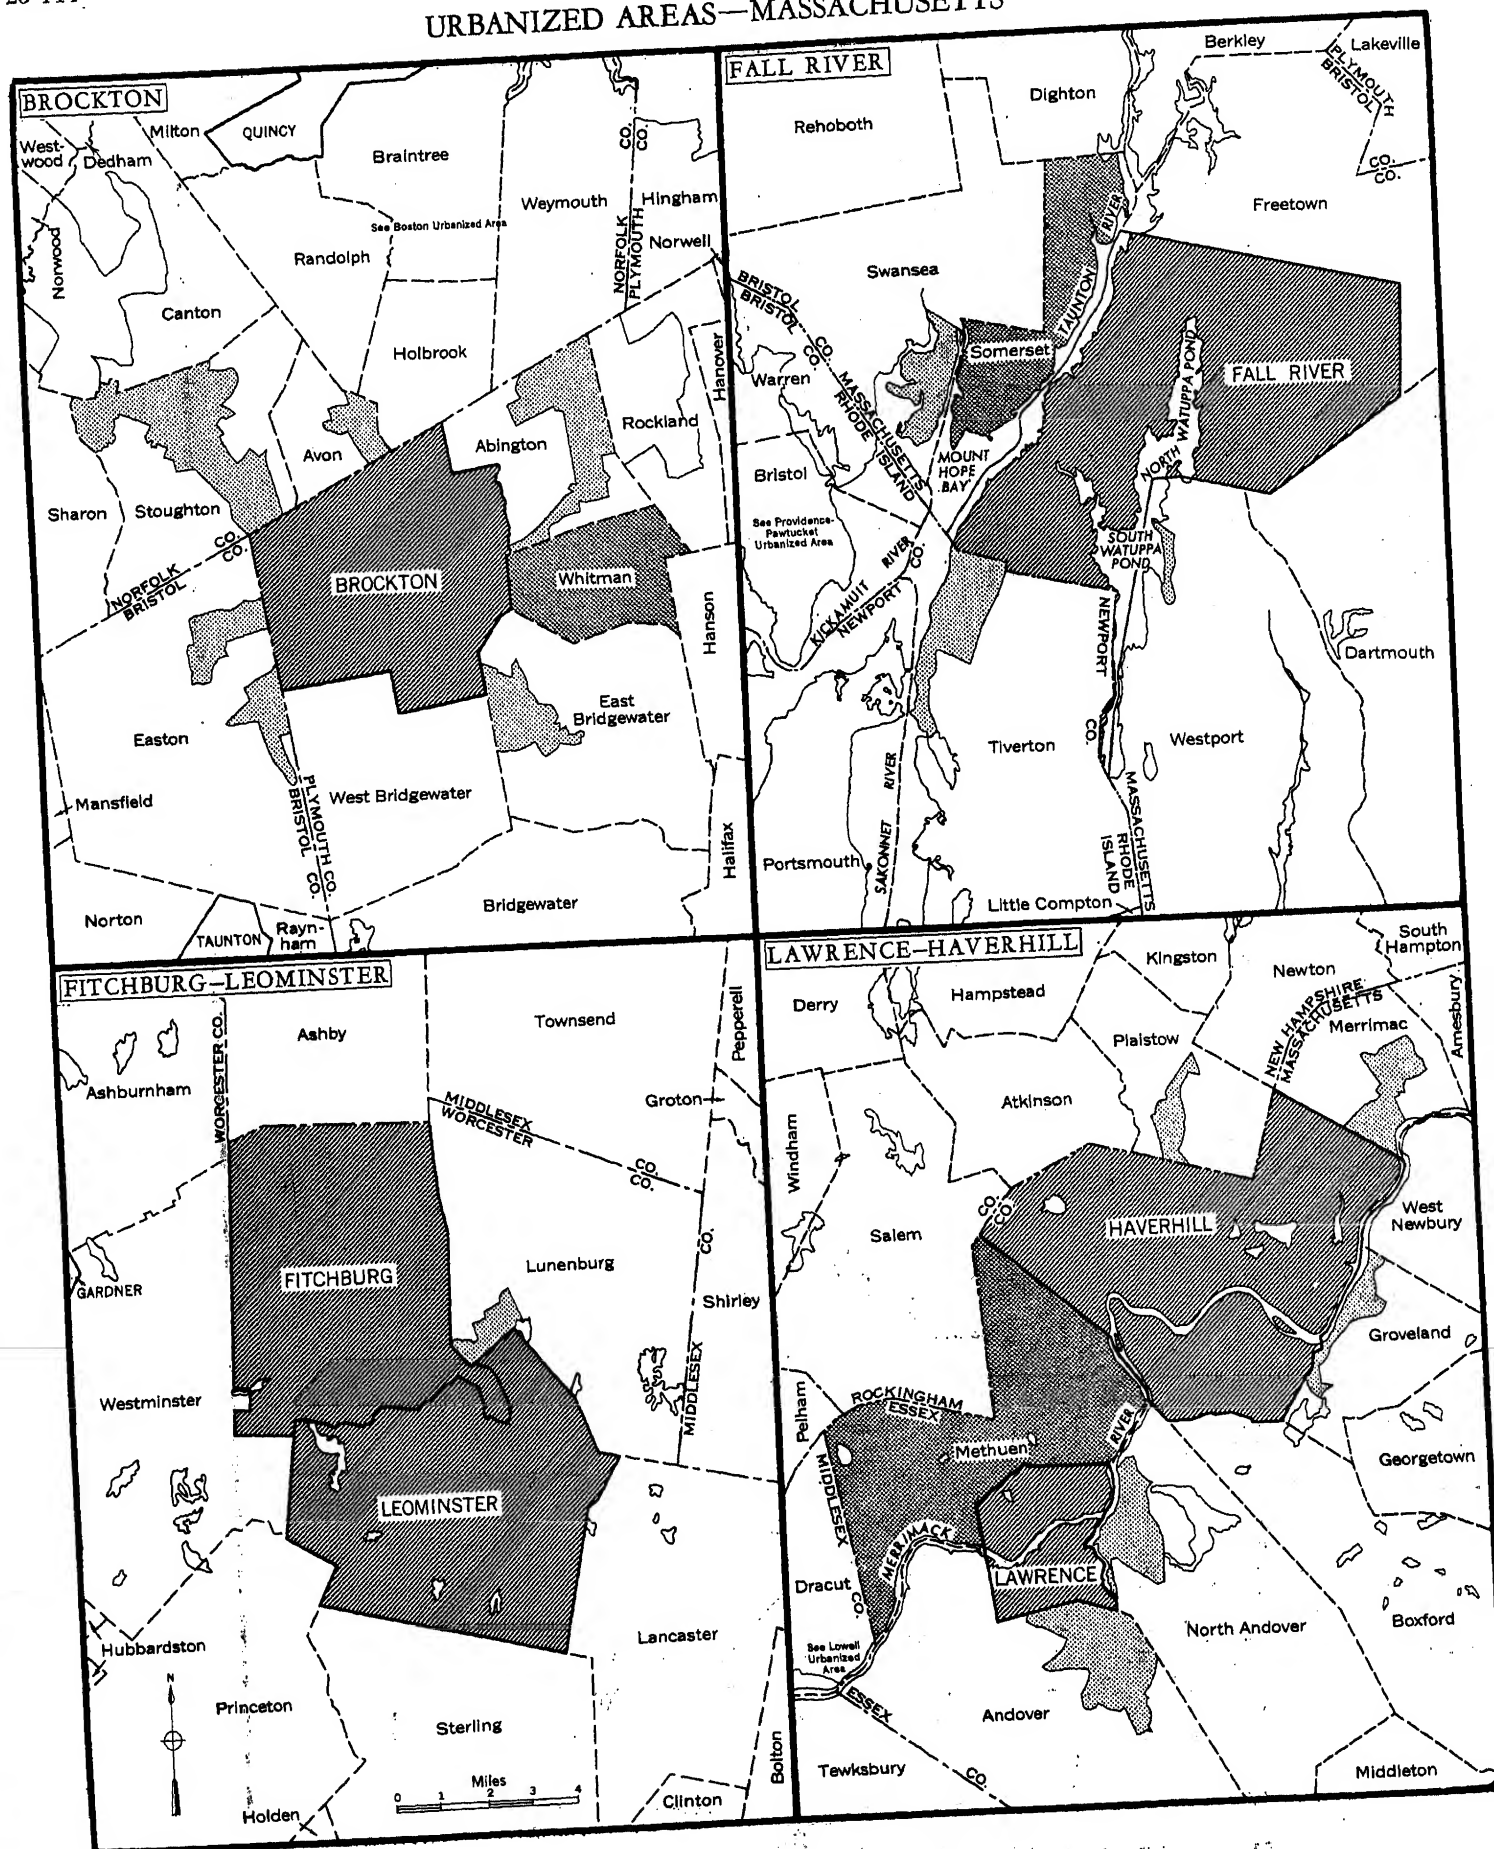 URBANIZED AREAS—MASSACHUSETTS
BROCKTON
West-
wood
Dedham
Milton
QUINCY
Braintree
Weymouth
CO.
CO.
Hingham
See Boston Urbanized Area
NORFOLK
PLYMOUTH
Norwell
Norwood
Randolph
Canton
Holbrook
Hanover
Rockland
Abington
Avon
Sharon
Stoughton
CO.
CO.
NORFOLK
BRISTOL
BROCKTON
Whitman
Hanson
East
Bridgewater
Easton
Mansfield
West Bridgewater
PLYMOUTH CO.
BRISTOL CO.
Halifax
Norton
TAUNTON
Rayn-
ham
Bridgewater
FALL RIVER
Berkley
Lakeville
PLYMOUTH
BRISTOL
CO.
CO.
Dighton
Rehoboth
Freetown
TAUNTON RIVER
Swansea
BRISTOL CO.
BRISTOL CO.
MASSACHUSETTS
RHODE ISLAND
Somerset
Warren
FALL RIVER
NORTH WATUPPA POND
MOUNT
HOPE
BAY
Bristol
See Providence-
Pawtucket
Urbanized Area
SOUTH
WATUPPA
POND
KICKAMUIT RIVER
NEWPORT CO.
NEWPORT CO.
Dartmouth
Tiverton
Westport
SAKONNET RIVER
Portsmouth
MASSACHUSETTS
RHODE
ISLAND
Little Compton
FITCHBURG—LEOMINSTER
Ashby
Townsend
Pepperell
WORCESTER CO.
Ashburnham
Groton
MIDDLESEX CO.
WORCESTER CO.
FITCHBURG
Lunenburg
GARDNER
Shirley
MIDDLESEX CO.
Westminster
LEOMINSTER
Hubbardston
Lancaster
N
Princeton
Sterling
Bolton
Miles
0 1 2 3 4
Holden
Clinton
LAWRENCE—HAVERHILL
Kingston
South
Hampton
Newton
Derry
Hampstead
NEW HAMPSHIRE
MASSACHUSETTS
Merrimac
Amesbury
Plaistow
Atkinson
Windham
CO.
CO.
West
Newbury
HAVERHILL
Salem
Groveland
Pelham
ROCKINGHAM
ESSEX
Methuen
RIVER
Georgetown
MIDDLESEX CO.
MERRIMACK
LAWRENCE
Dracut
North Andover
Boxford
See Lowell
Urbanized
Area
ESSEX CO.
Andover
Tewksbury
Middleton